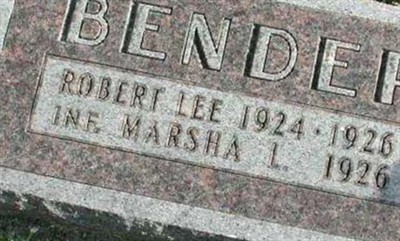 BENDER
ROBERT LEE 1924 · 1926
INF. MARSHA L. 1926